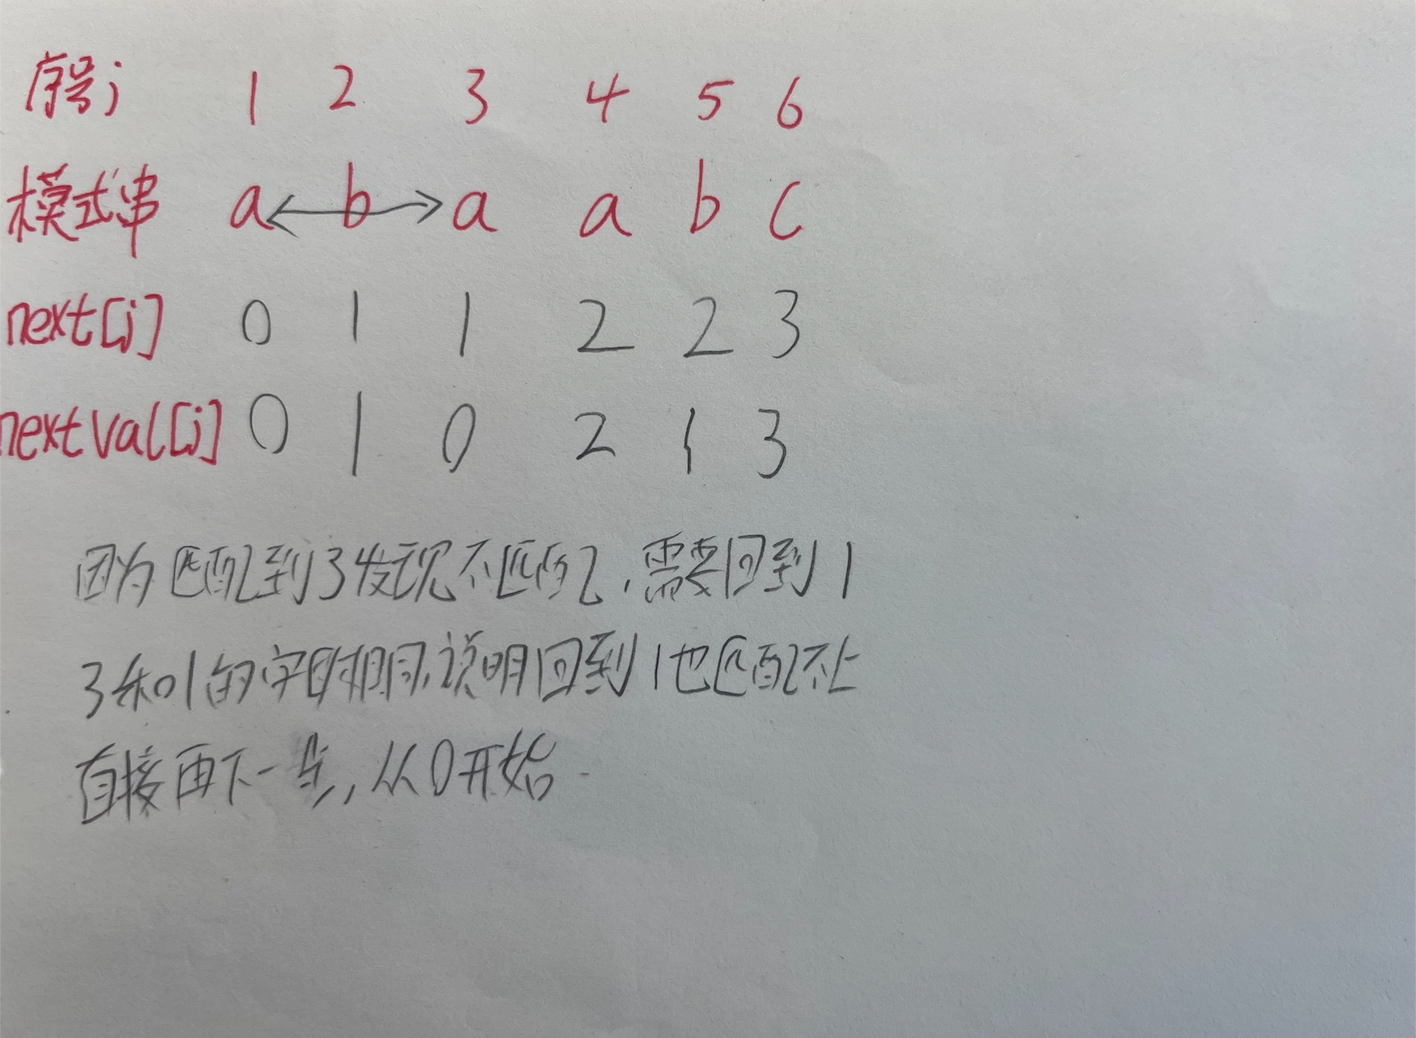 序号j 1 2 3 4 5 6
模式串 a b a a b c
next[j] 0 1 1 2 2 3
nextval[j] 0 1 0 2 1 3
因为匹配到3发现不匹配,需要回到1
3和1的字母相同,说明回到1也匹配不上
直接再下一步,从0开始.